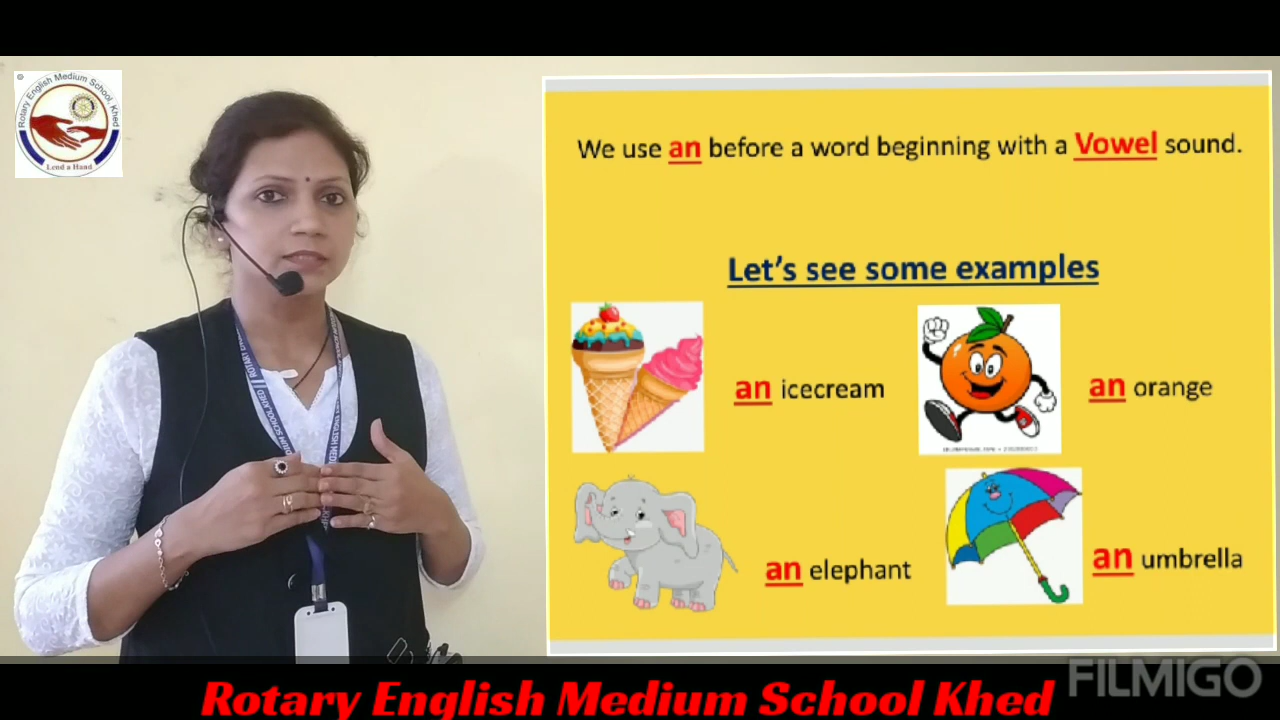 Rotary English Medium School, Khed
Lend a Hand
We use an before a word beginning with a Vowel sound.
Let's see some examples
an icecream
an orange
an elephant
an umbrella
Rotary English Medium School Khed
FILMIGO